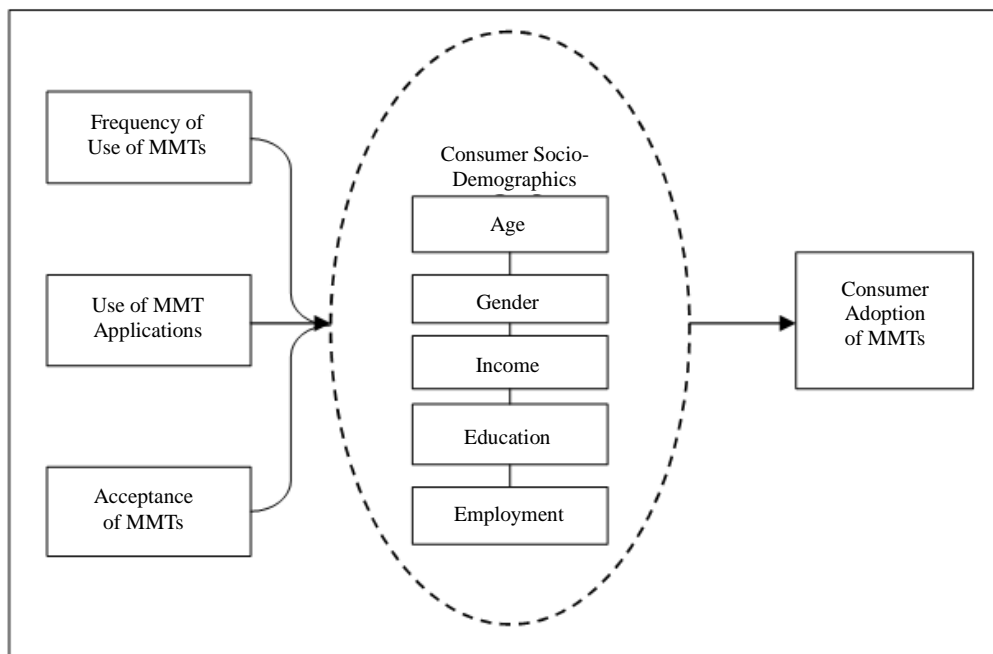 Frequency of
Use of MMTs
Use of MMT
Applications
Acceptance
of MMTs
Consumer Socio-
Demographics
Age
Gender
Income
Education
Employment
Consumer
Adoption
of MMTs